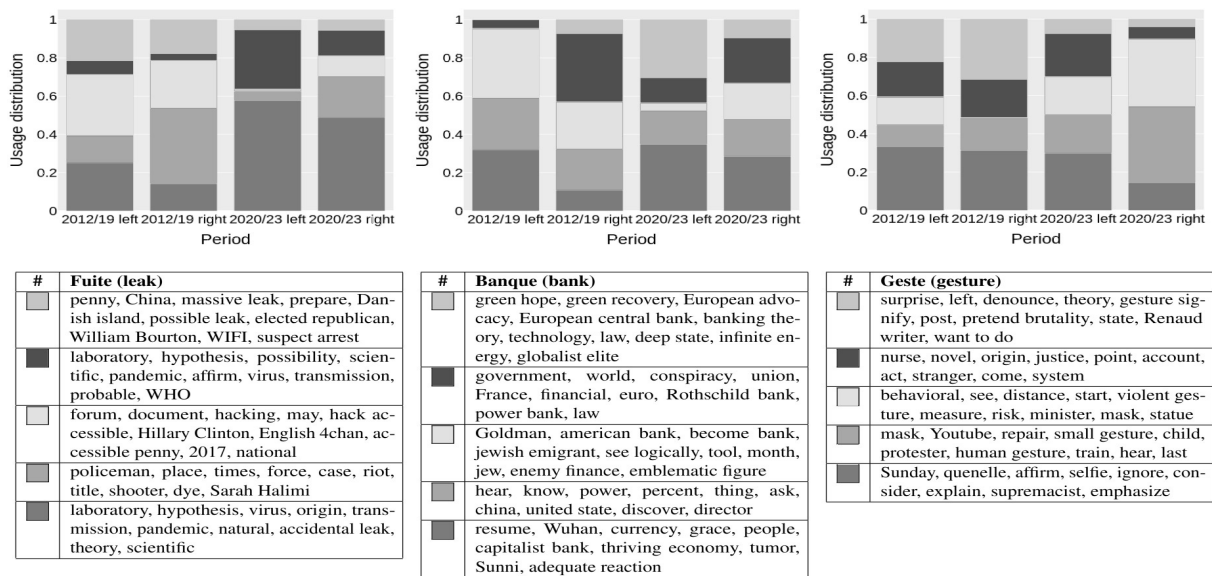 1
0.8
0.6
0.4
0.2
0
Usage distribution
2012/19 left 2012/19 right 2020/23 left 2020/23 right
Period
1
0.8
0.6
0.4
0.2
0
Usage distribution
2012/19 left 2012/19 right 2020/23 left 2020/23 right
Period
1
0.8
0.6
0.4
0.2
0
Usage distribution
2012/19 left 2012/19 right 2020/23 left 2020/23 right
Period
# Fuite (leak)
penny, China, massive leak, prepare, Dan-
ish island, possible leak, elected republican,
William Bourton, WIFI, suspect arrest
laboratory, hypothesis, possibility, scien-
tific, pandemic, affirm, virus, transmission,
probable, WHO
forum, document, hacking, may, hack ac-
cessible, Hillary Clinton, English 4chan, ac-
cessible penny, 2017, national
policeman, place, times, force, case, riot,
title, shooter, dye, Sarah Halimi
laboratory, hypothesis, virus, origin, trans-
mission, pandemic, natural, accidental leak,
theory, scientific
# Banque (bank)
green hope, green recovery, European advo-
cacy, European central bank, banking the-
ory, technology, law, deep state, infinite en-
ergy, globalist elite
government, world, conspiracy, union,
France, financial, euro, Rothschild bank,
power bank, law
Goldman, american bank, become bank,
jewish emigrant, see logically, tool, month,
jew, enemy finance, emblematic figure
hear, know, power, percent, thing, ask,
china, united state, discover, director
resume, Wuhan, currency, grace, people,
capitalist bank, thriving economy, tumor,
Sunni, adequate reaction
# Geste (gesture)
surprise, left, denounce, theory, gesture sig-
nify, post, pretend brutality, state, Renaud
writer, want to do
nurse, novel, origin, justice, point, account,
act, stranger, come, system
behavioral, see, distance, start, violent ges-
ture, measure, risk, minister, mask, statue
mask, Youtube, repair, small gesture, child,
protester, human gesture, train, hear, last
Sunday, quenelle, affirm, selfie, ignore, con-
sider, explain, supremacist, emphasize